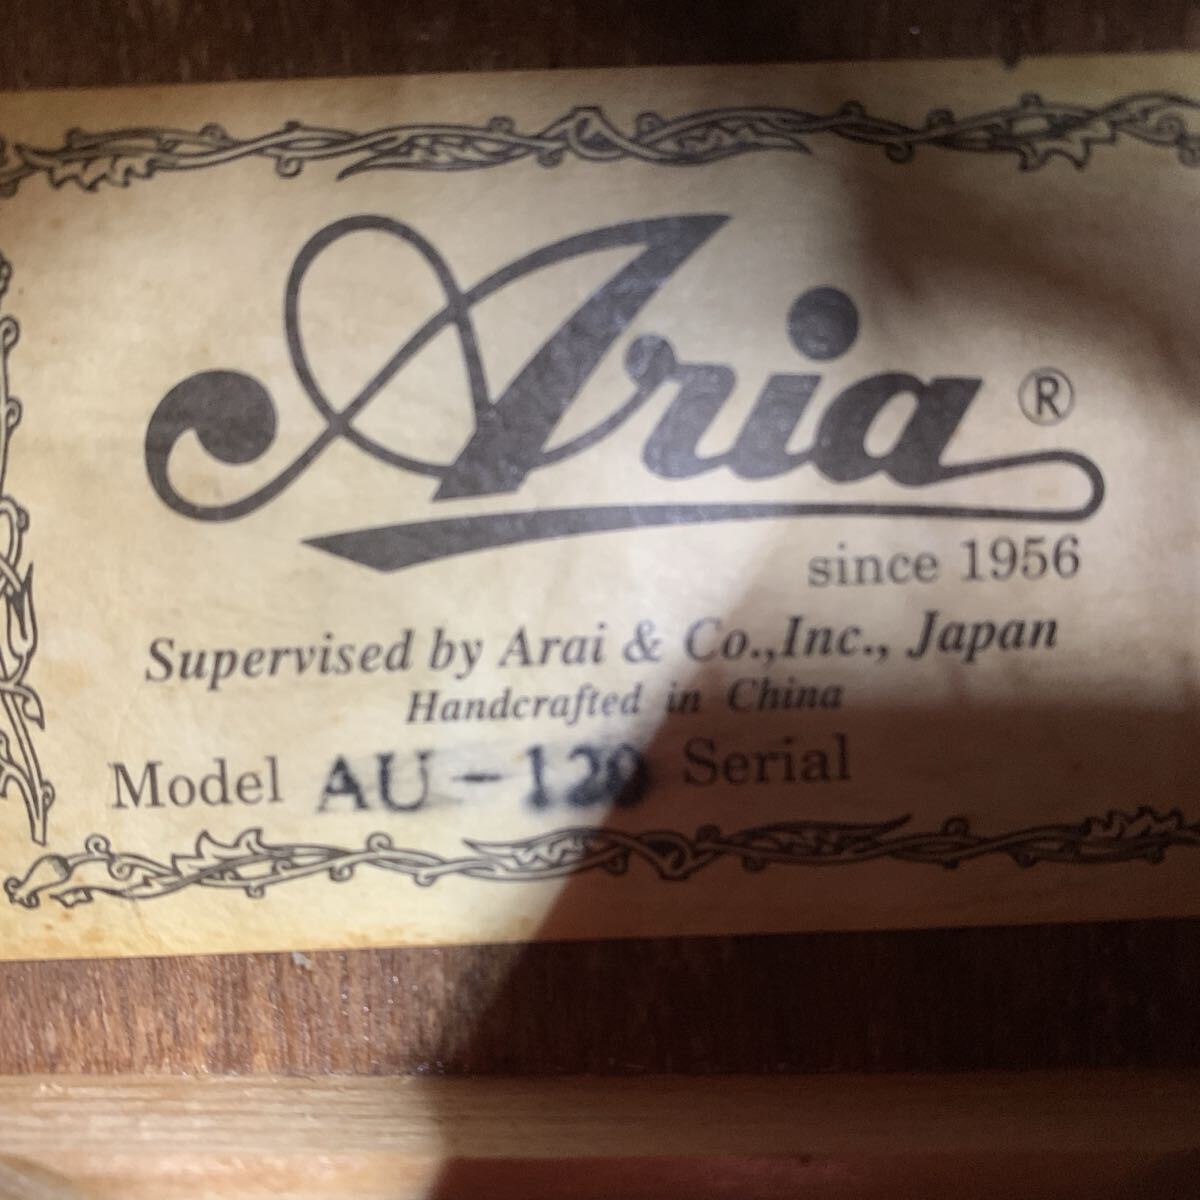 Aria ®
since 1956
Supervised by Arai & Co.,Inc., Japan
Handcrafted in China
Model AU-120 Serial